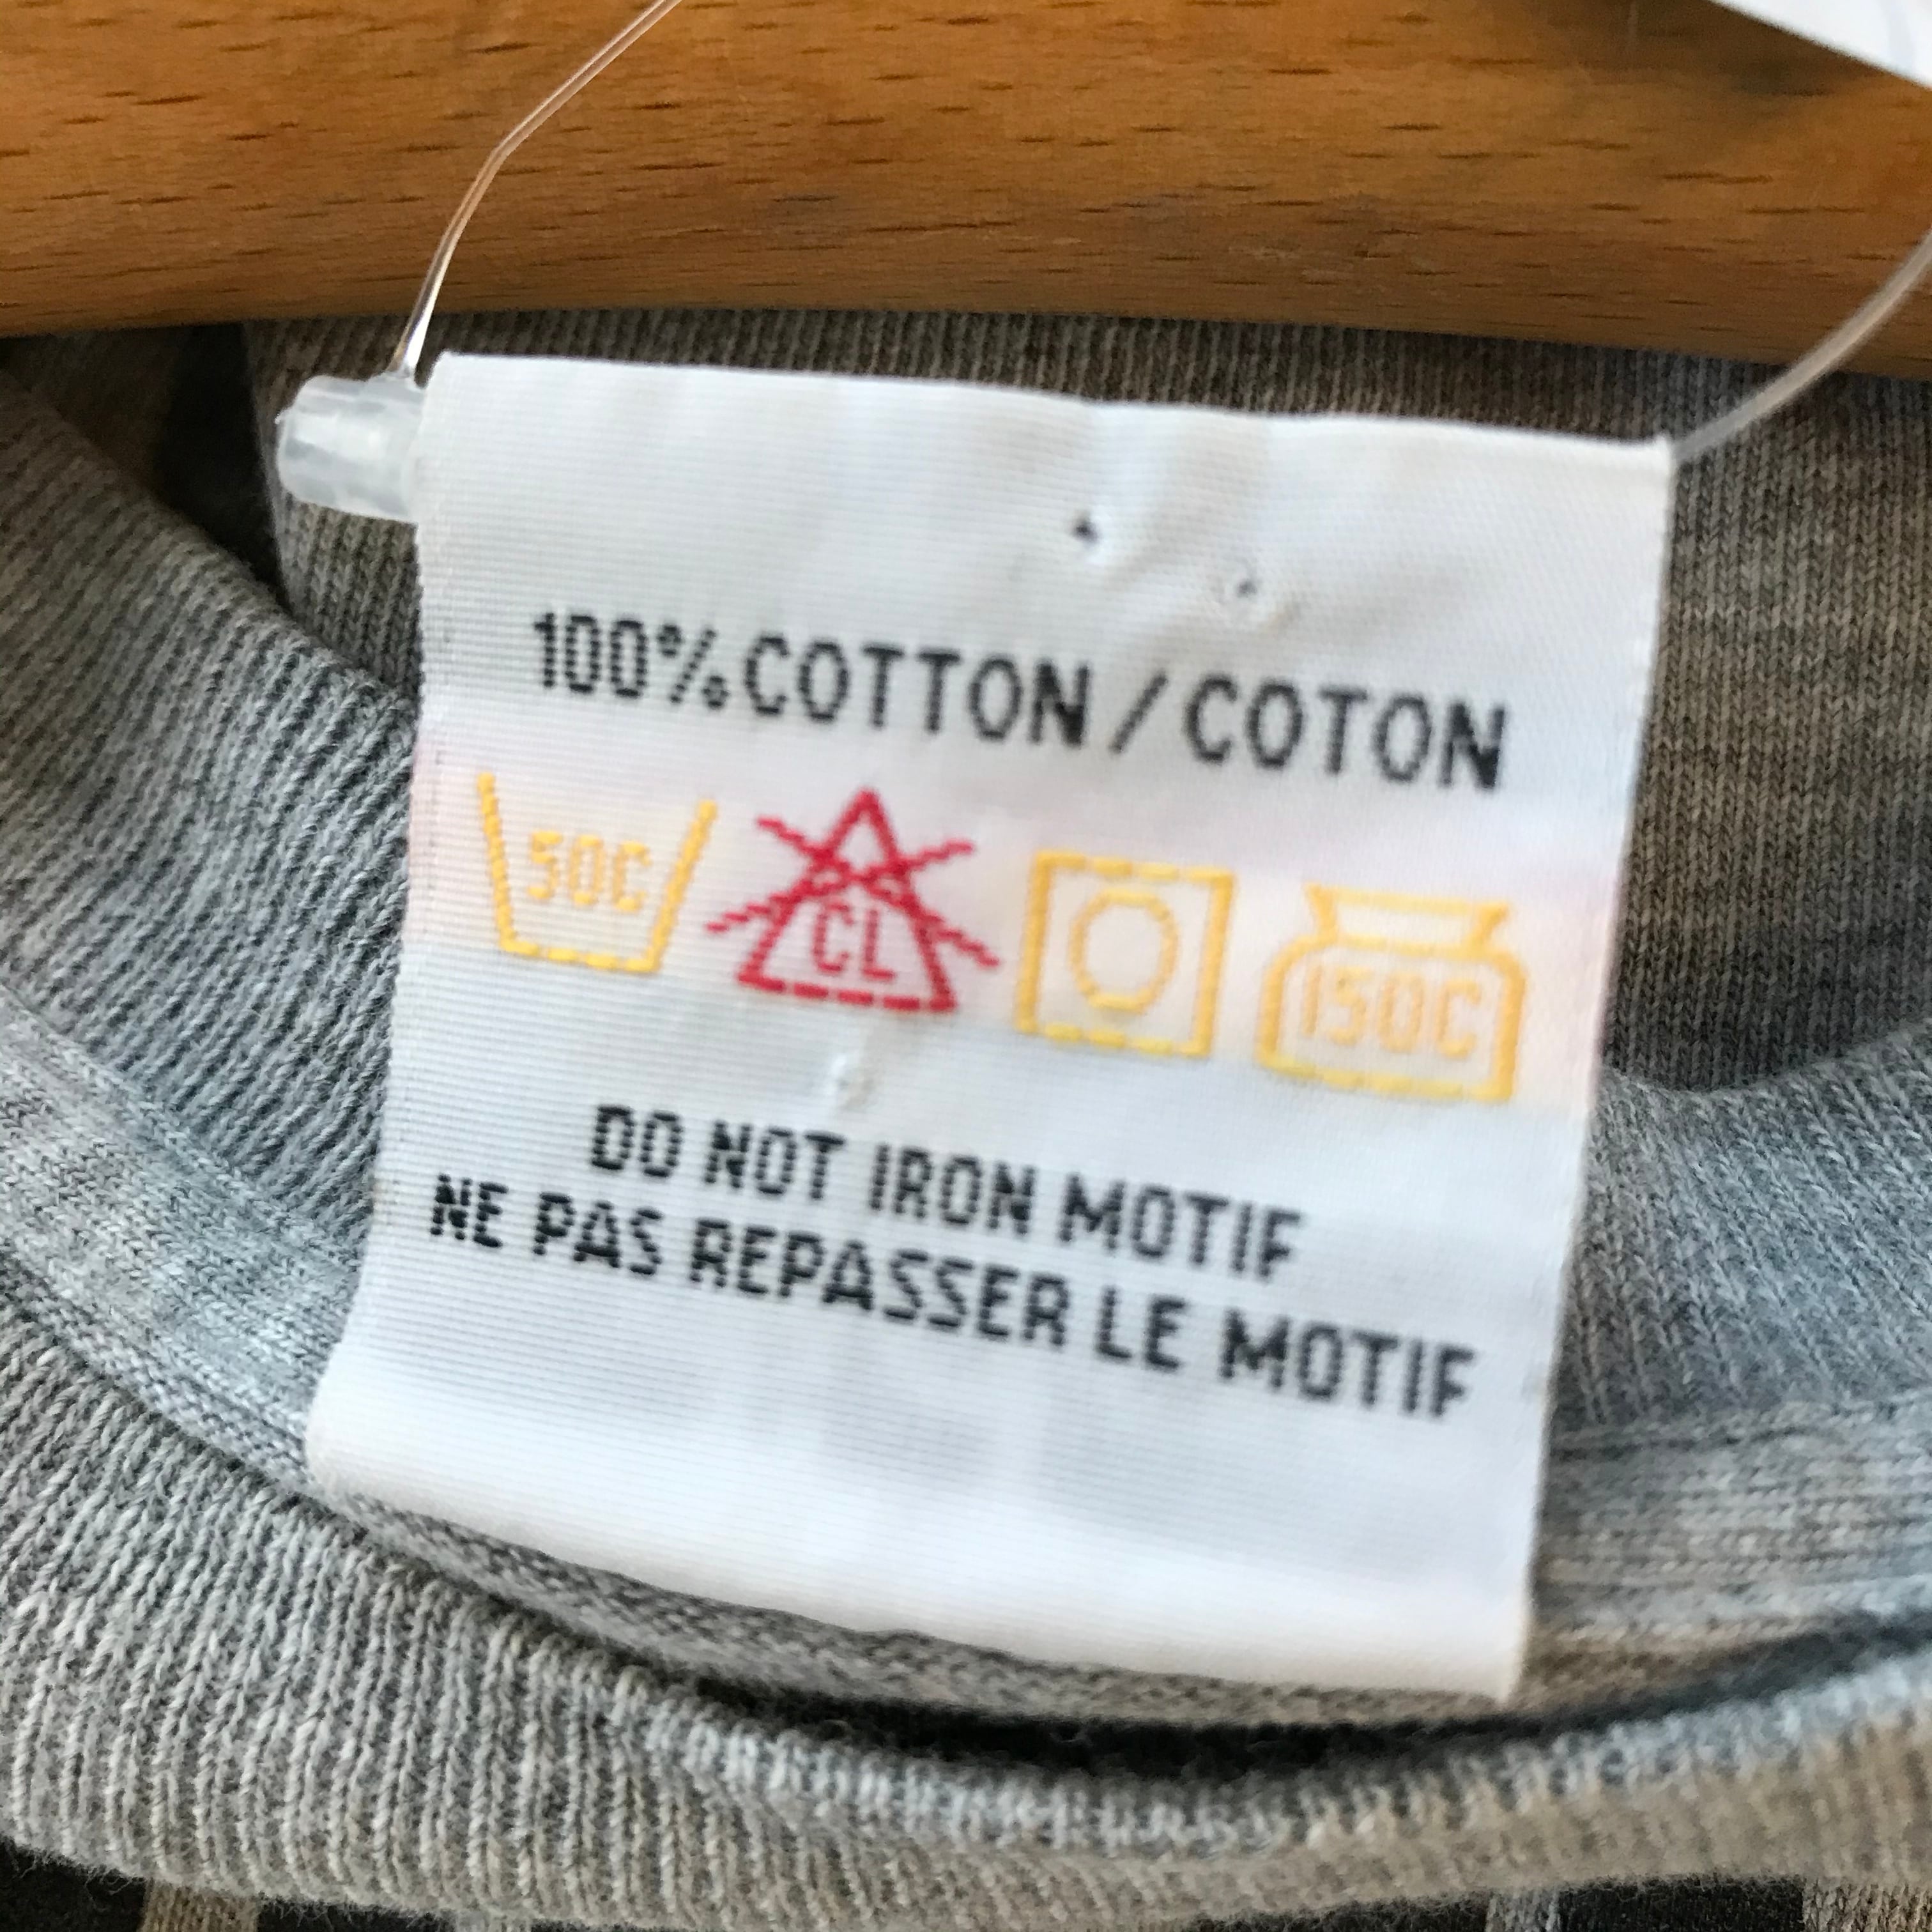 100% COTTON / COTON
50C CL 150C
DO NOT IRON MOTIF
NE PAS REPASSER LE MOTIF